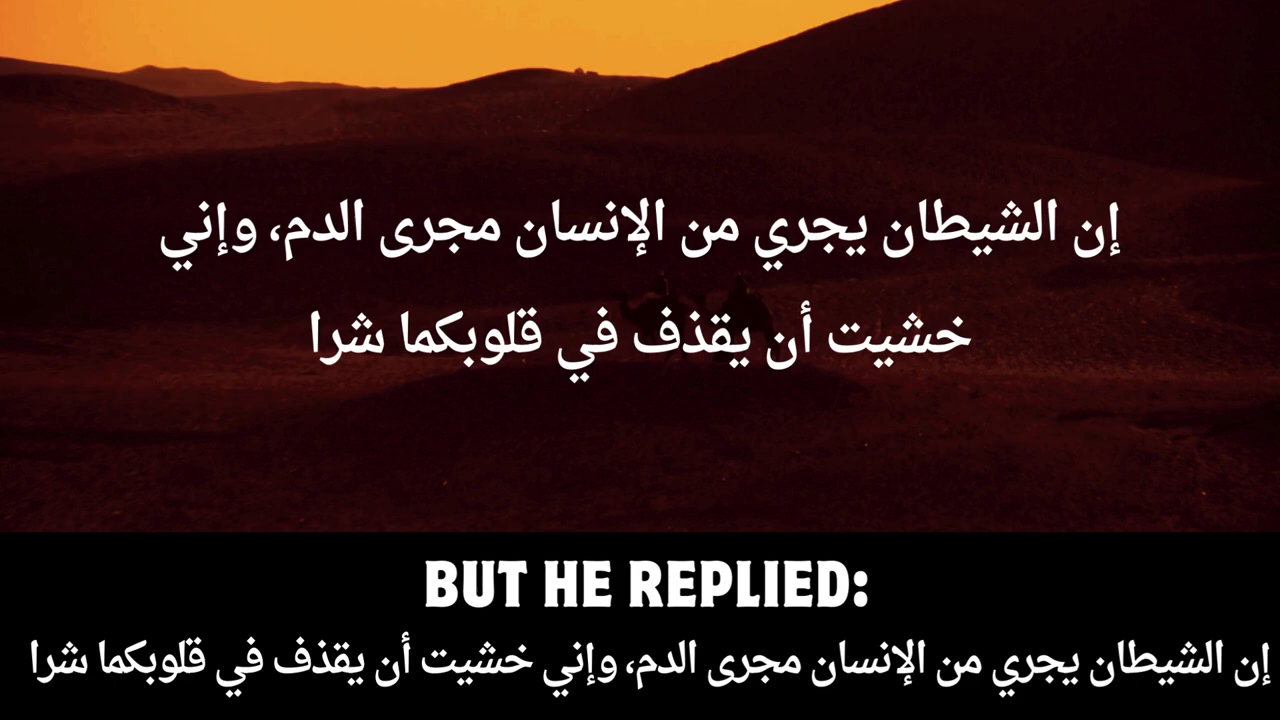 إن الشيطان يجري من الإنسان مجرى الدم، وإني
خشيت أن يقذف في قلوبكما شرا
BUT HE REPLIED:
إن الشيطان يجري من الإنسان مجرى الدم، وإني خشيت أن يقذف في قلوبكما شرا